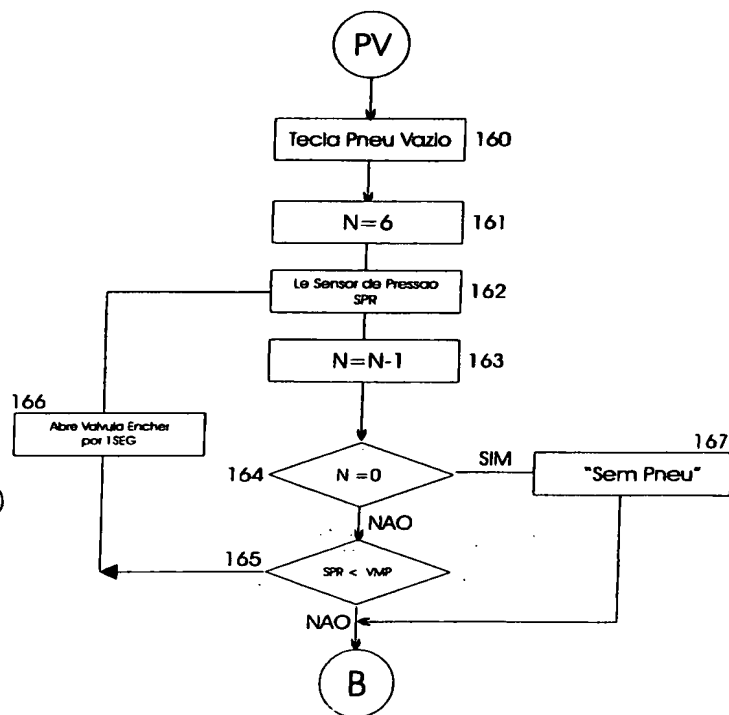 PV
Tecla Pneu Vazio
160
N=6
161
Le Sensor de Pressao
SPR
162
N=N-1
163
166
Abre Valvula Encher
por 1SEG
164
N =0
SIM
167
"Sem Pneu"
NAO
165
SPR < VMP
NAO
B